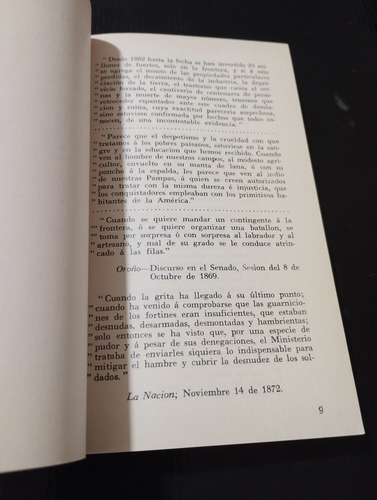 "Desde 1862 hasta la fecha se han invertido 25 mi-
" llones de fuertes, solo en la frontera, y si á esto
" se agrega el monto de las propiedades particulares
" perdidas, el decaimiento de la industria, la depre-
" ciación de la tierra, el trastorno que causa el ser-
" vicio forzado, el cautiverio de centenares de perso-
" nas y la muerte de mayor número, tenemos que
" retroceder espantados ante este cuadro de desola-
" cion y ruina, cuya exactitud pareciera sospechosa,
" sino estuviese confirmada por hechos que todos co-
" nocen, de una incontestable evidencia."
"Parece que el despotismo y la crueldad con que
" tratamos á los pobres paisanos, estuviese en la san-
" gre y en la educacion que hemos recibido. Cuando
" ven al hombre de nuestros campos, al modesto agri-
" cultor, envuelto en su manta de lana, ó con su
" poncho á la espalda, les parece que ven al indio
" de nuestras Pampas, á quien se creen autorizados
" para tratar con la misma dureza é injusticia, que
" los conquistadores empleaban con los primitivos ha-
" bitantes de la América."
"Cuando se quiere mandar un contingente á la
" frontera, ó se quiere organizar un batallon, se
" toma por sorpresa ó con sorpresa al labrador y al
" artesano, y mal de su grado se le conduce atrin-
" cado á las filas."
Oroño—Discurso en el Senado, Sesion del 8 de
Octubre de 1869.
"Cuando la grita ha llegado á su último punto;
" cuando ha venido á comprobarse que las guarnicio-
" nes de los fortines eran insuficientes, que estaban
" desnudas, desarmadas, desmontadas y hambrientas;
" solo entonces se ha visto que, por una especie de
" pudor y á pesar de sus denegaciones, el Ministerio
" trataba de enviarles siquiera lo indispensable para
" mitigar el hambre y cubrir la desnudez de los sol-
" dados."
La Nacion; Noviembre 14 de 1872.
9